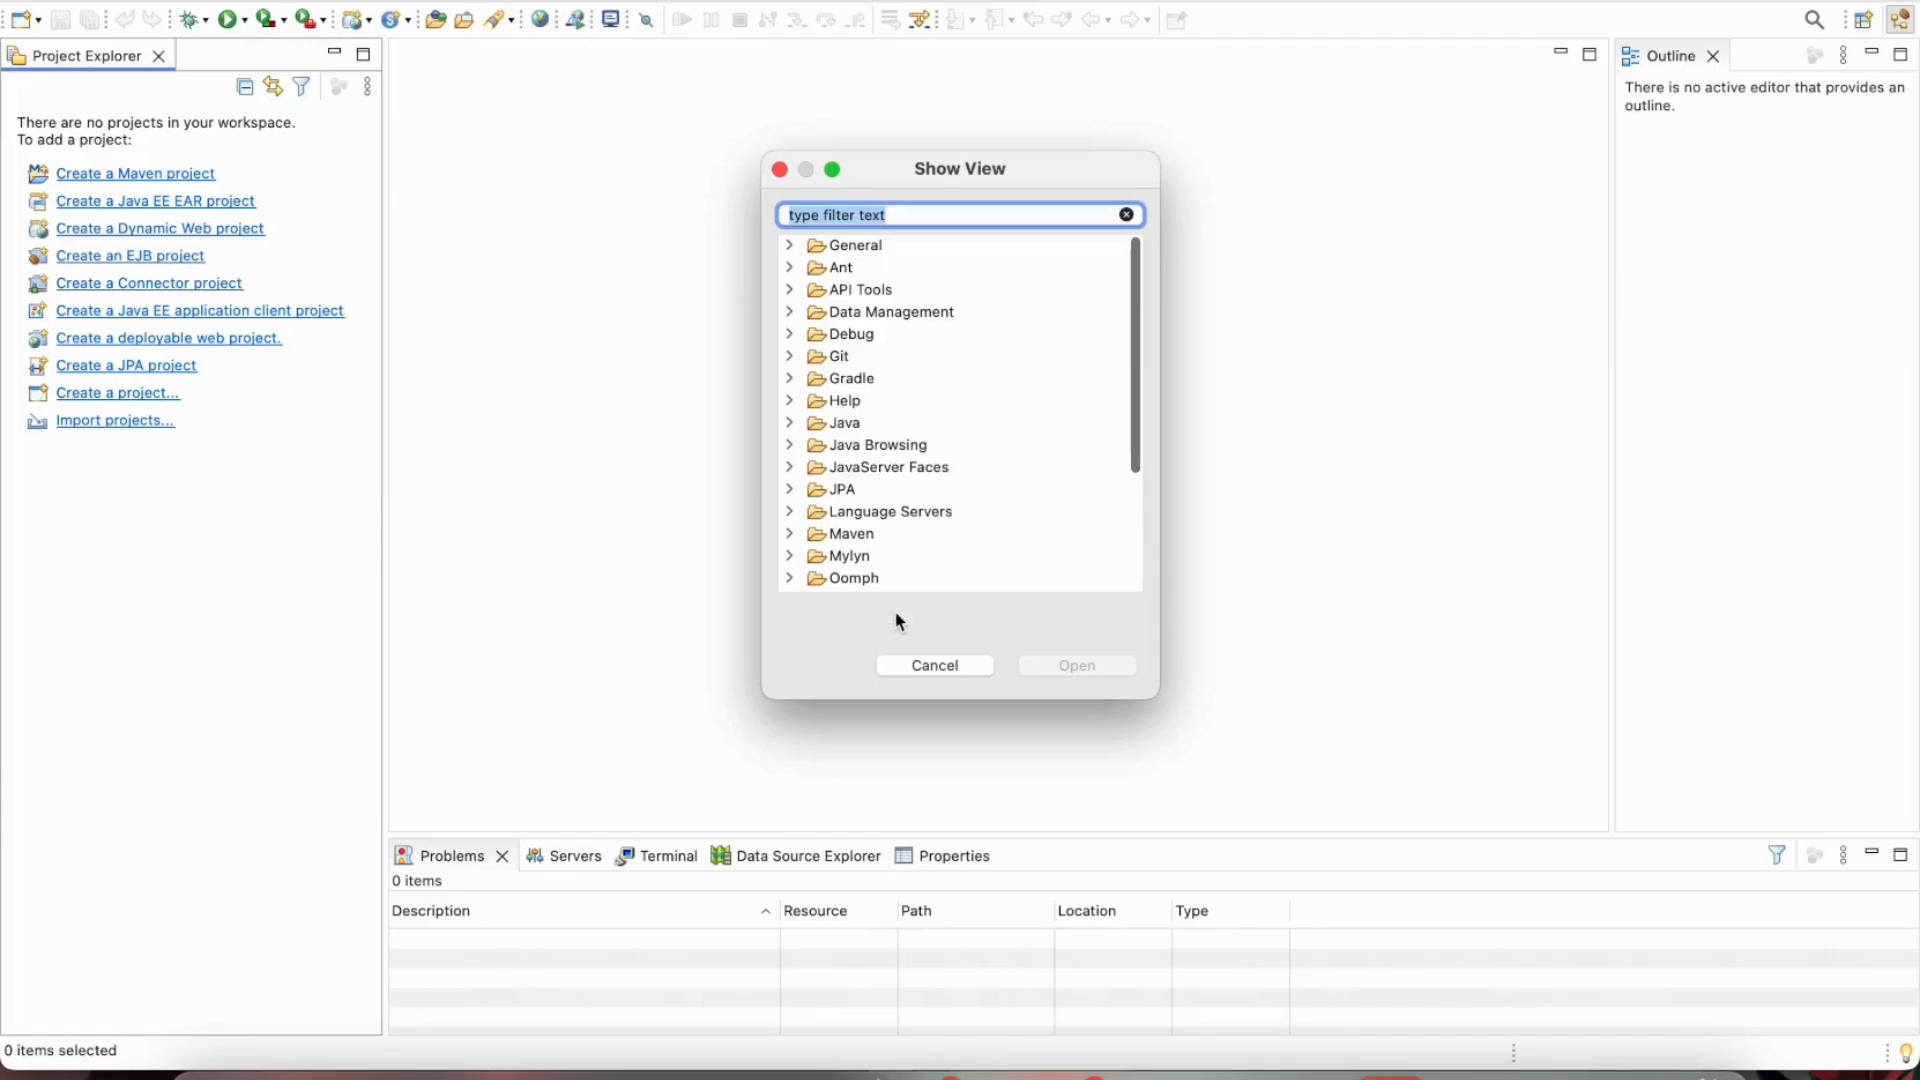 Project Explorer
There are no projects in your workspace.
To add a project:
Create a Maven project
Create a Java EE EAR project
Create a Dynamic Web project
Create an EJB project
Create a Connector project
Create a Java EE application client project
Create a deployable web project.
Create a JPA project
Create a project...
Import projects...
Show View
type filter text
General
Ant
API Tools
Data Management
Debug
Git
Gradle
Help
Java
Java Browsing
JavaServer Faces
JPA
Language Servers
Maven
Mylyn
Oomph
Cancel
Open
Outline
There is no active editor that provides an
outline.
Problems
Servers
Terminal
Data Source Explorer
Properties
0 items
Description
Resource
Path
Location
Type
0 items selected